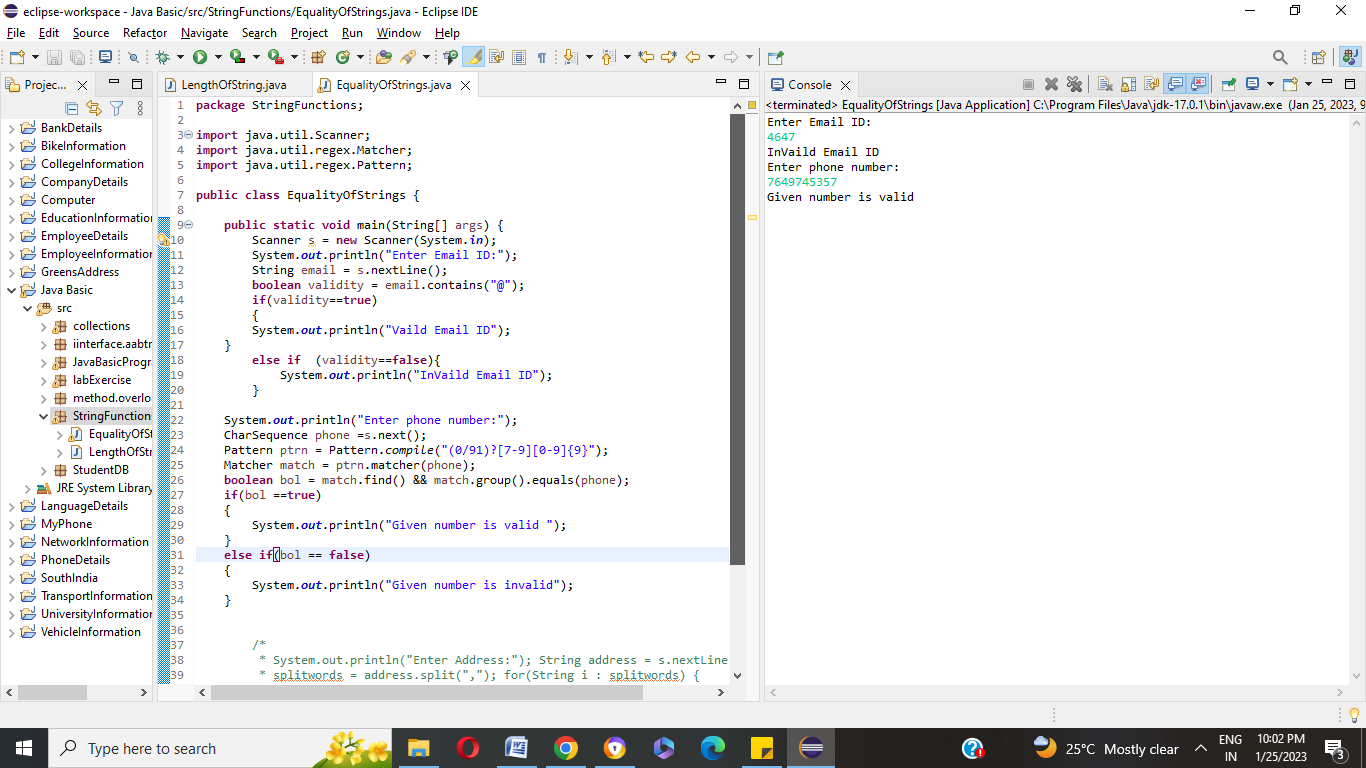 eclipse-workspace - Java Basic/src/StringFunctions/EqualityOfStrings.java - Eclipse IDE
File Edit Source Refactor Navigate Search Project Run Window Help
Projec...
BankDetails
BikeInformation
CollegeInformation
CompanyDetails
Computer
EducationInformation
EmployeeDetails
EmployeeInformation
GreensAddress
Java Basic
src
collections
iinterface.aabtr
JavaBasicProgr
labExercise
method.overlo
StringFunction
EqualityOfSt
LengthOfStr
StudentDB
JRE System Library
LanguageDetails
MyPhone
NetworkInformation
PhoneDetails
SouthIndia
TransportInformation
UniversityInformation
VehicleInformation
LengthOfString.java EqualityOfStrings.java
1 package StringFunctions;
2
3 import java.util.Scanner;
4 import java.util.regex.Matcher;
5 import java.util.regex.Pattern;
6
7 public class EqualityOfStrings {
8
9 public static void main(String[] args) {
10 Scanner s = new Scanner(System.in);
11 System.out.println("Enter Email ID:");
12 String email = s.nextLine();
13 boolean validity = email.contains("@");
14 if(validity==true)
15 {
16 System.out.println("Vaild Email ID");
17 }
18 else if  (validity==false){
19 System.out.println("InVaild Email ID");
20 }
21
22 System.out.println("Enter phone number:");
23 CharSequence phone =s.next();
24 Pattern ptrn = Pattern.compile("(0/91)?[7-9][0-9]{9}");
25 Matcher match = ptrn.matcher(phone);
26 boolean bol = match.find() && match.group().equals(phone);
27 if(bol ==true)
28 {
29 System.out.println("Given number is valid ");
30 }
31 else if(bol == false)
32 {
33 System.out.println("Given number is invalid");
34 }
35
36
37 /*
38 * System.out.println("Enter Address:"); String address = s.nextLine
39 * splitwords = address.split(","); for(String i : splitwords) {
Console
<terminated> EqualityOfStrings [Java Application] C:\Program Files\Java\jdk-17.0.1\bin\javaw.exe (Jan 25, 2023, 9
Enter Email ID:
4647
InVaild Email ID
Enter phone number:
7649745357
Given number is valid
Type here to search
25°C Mostly clear
ENG
IN
10:02 PM
1/25/2023
3